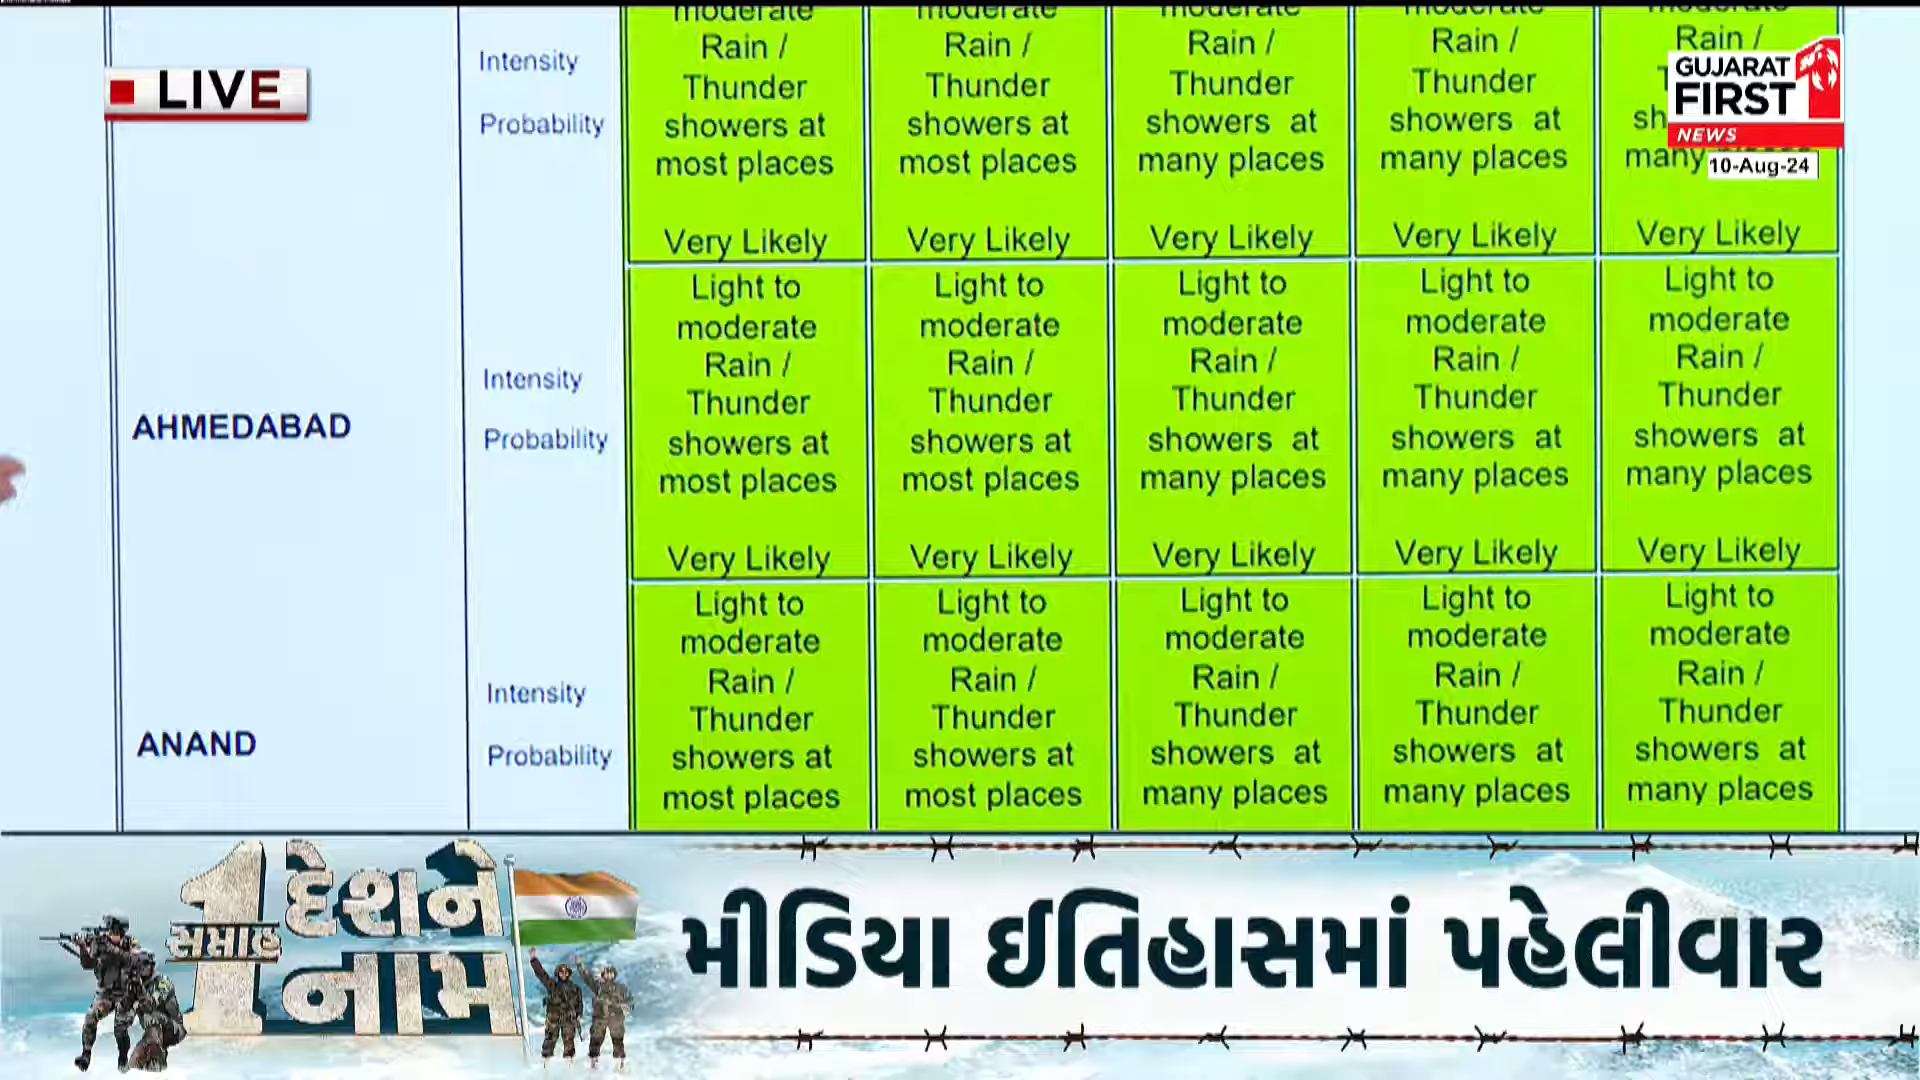 LIVE
GUJARAT
FIRST
NEWS
10-Aug-24
Intensity
Probability
moderate
Rain /
Thunder
showers at
most places
Very Likely
moderate
Rain /
Thunder
showers at
most places
Very Likely
moderate
Rain /
Thunder
showers at
many places
Very Likely
moderate
Rain /
Thunder
showers at
many places
Very Likely
moderate
Rain /
many
Very Likely
AHMEDABAD
Intensity
Probability
Light to
moderate
Rain /
Thunder
showers at
most places
Very Likely
Light to
moderate
Rain /
Thunder
showers at
most places
Very Likely
Light to
moderate
Rain /
Thunder
showers at
many places
Very Likely
Light to
moderate
Rain /
Thunder
showers at
many places
Very Likely
Light to
moderate
Rain /
Thunder
showers at
many places
Very Likely
ANAND
Intensity
Probability
Light to
moderate
Rain /
Thunder
showers at
most places
Light to
moderate
Rain /
Thunder
showers at
most places
Light to
moderate
Rain /
Thunder
showers at
many places
Light to
moderate
Rain /
Thunder
showers at
many places
Light to
moderate
Rain /
Thunder
showers at
many places
1 સપ્તાહ
દેશને
નામ
મીડિયા ઈતિહાસમાં પહેલીવાર